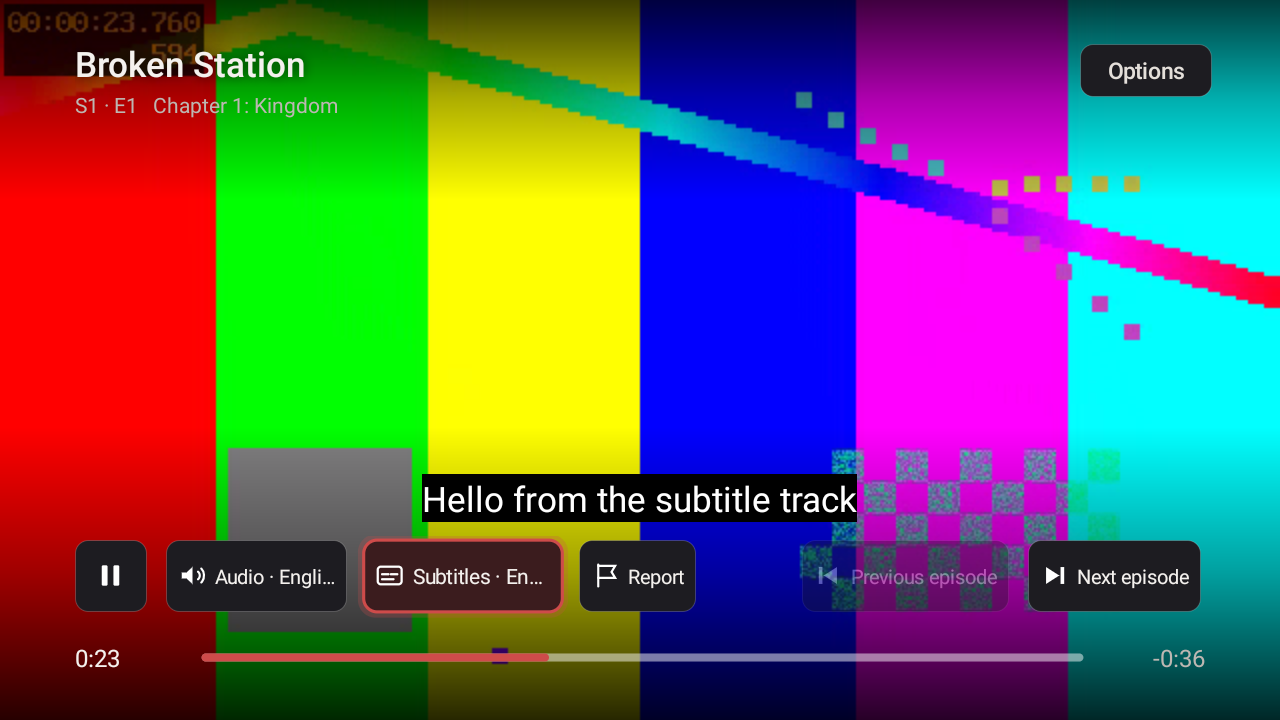 00:00:23.760
594
Broken Station
Options
S1 · E1 Chapter 1: Kingdom
Hello from the subtitle track
Audio · Engli...
Subtitles · En...
Report
Previous episode
Next episode
0:23
-0:36